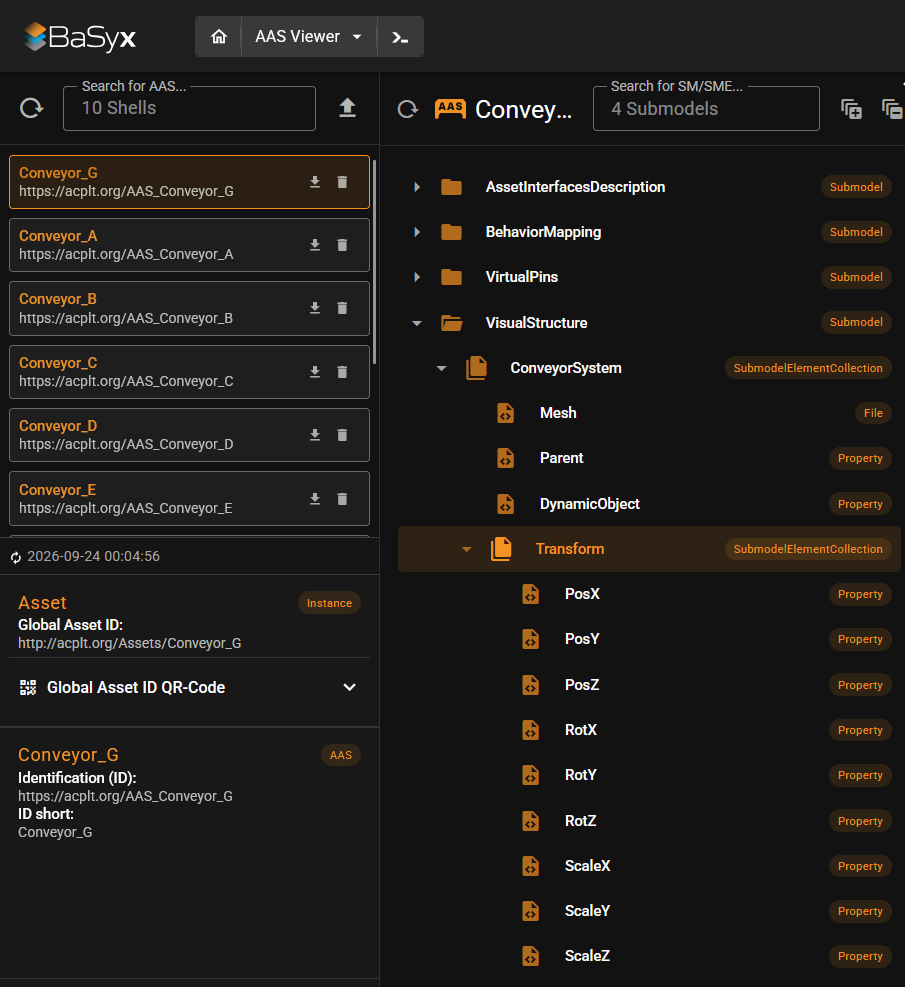 BaSyx
AAS Viewer
Search for AAS...
10 Shells
Conveyor_G
https://acplt.org/AAS_Conveyor_G
Conveyor_A
https://acplt.org/AAS_Conveyor_A
Conveyor_B
https://acplt.org/AAS_Conveyor_B
Conveyor_C
https://acplt.org/AAS_Conveyor_C
Conveyor_D
https://acplt.org/AAS_Conveyor_D
Conveyor_E
https://acplt.org/AAS_Conveyor_E
2026-09-24 00:04:56
Asset
Instance
Global Asset ID:
http://acplt.org/Assets/Conveyor_G
Global Asset ID QR-Code
Conveyor_G
AAS
Identification (ID):
https://acplt.org/AAS_Conveyor_G
ID short:
Conveyor_G
AAS
Convey...
Search for SM/SME...
4 Submodels
AssetInterfacesDescription Submodel
BehaviorMapping Submodel
VirtualPins Submodel
VisualStructure Submodel
ConveyorSystem SubmodelElementCollection
Mesh File
Parent Property
DynamicObject Property
Transform SubmodelElementCollection
PosX Property
PosY Property
PosZ Property
RotX Property
RotY Property
RotZ Property
ScaleX Property
ScaleY Property
ScaleZ Property